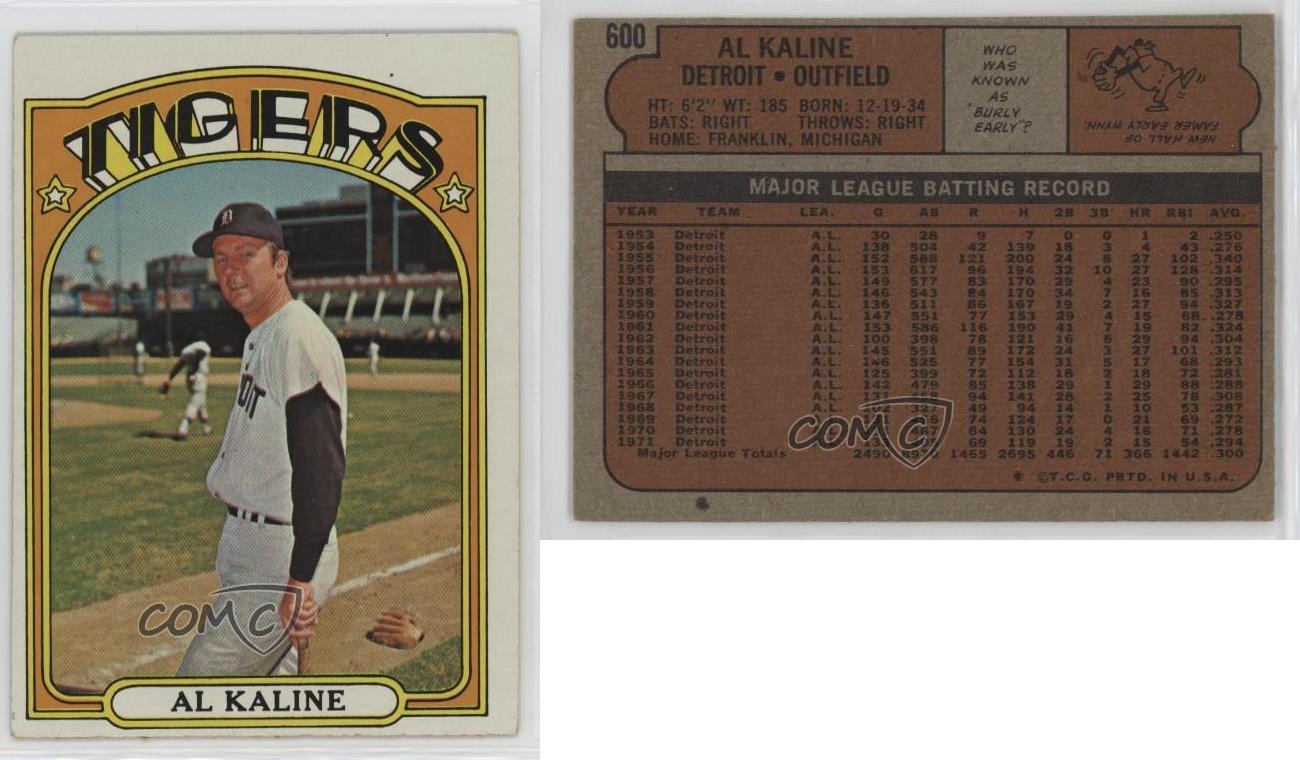 TIGERS
DETROIT
COMC
AL KALINE
600
AL KALINE
DETROIT • OUTFIELD
HT: 6'2" WT: 185 BORN: 12-19-34
BATS: RIGHT THROWS: RIGHT
HOME: FRANKLIN, MICHIGAN
WHO
WAS
KNOWN
AS
"BURLY
EARLY"?
NEW HALL OF
FAMER EARLY WYNN.
MAJOR LEAGUE BATTING RECORD
YEAR TEAM LEA. G AB R H 2B 3B HR RBI AVG.
1953 Detroit A.L. 30 28 9 7 0 0 1 2 .250
1954 Detroit A.L. 138 504 42 139 18 3 4 43 .276
1955 Detroit A.L. 152 588 121 200 24 8 27 102 .340
1956 Detroit A.L. 153 617 96 194 32 10 27 128 .314
1957 Detroit A.L. 149 577 83 170 29 4 23 90 .295
1958 Detroit A.L. 146 543 84 170 34 7 16 85 .313
1959 Detroit A.L. 136 511 86 167 19 2 27 94 .327
1960 Detroit A.L. 147 551 77 153 29 4 15 68 .278
1961 Detroit A.L. 153 586 116 190 41 7 19 82 .324
1962 Detroit A.L. 100 398 78 121 16 6 29 94 .304
1963 Detroit A.L. 145 551 89 172 24 3 27 101 .312
1964 Detroit A.L. 146 525 77 154 31 5 17 68 .293
1965 Detroit A.L. 125 399 72 112 18 2 18 72 .281
1966 Detroit A.L. 142 479 85 138 29 1 29 88 .288
1967 Detroit A.L. 94 141 28 2 25 78 .308
1968 Detroit A.L. 327 49 94 14 1 10 53 .287
1969 Detroit A.L. 74 124 17 0 21 69 .272
1970 Detroit A.L. 467 64 130 24 4 16 71 .278
1971 Detroit A.L. 69 119 19 2 15 54 .294
Major League Totals 2490 1465 2695 446 71 366 1442 .300
COMC
* ©T.C.G. PRTD. IN U.S.A.